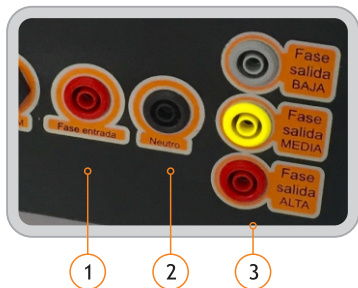 Fase
salida
BAJA
Fase
salida
MEDIA
Fase
salida
ALTA
Fase entrada
Neutro
M
1
2
3